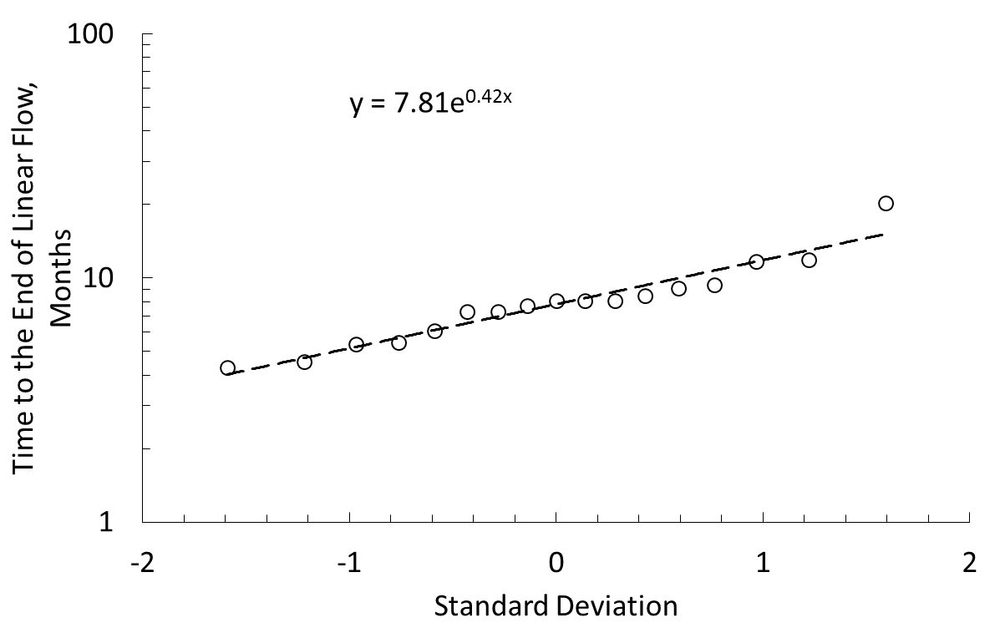 Time to the End of Linear Flow,
Months
100
10
1
y = 7.81e^0.42x
-2 -1 0 1 2
Standard Deviation